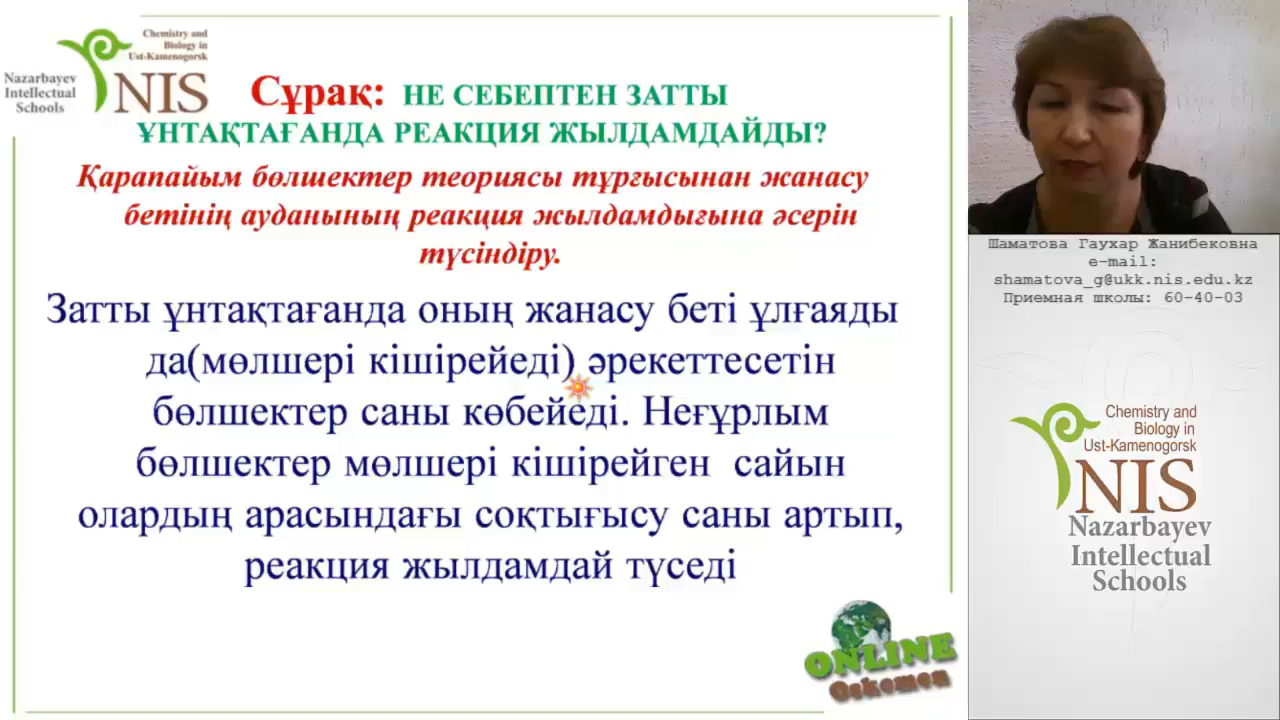 Chemistry and
Biology in
Ust-Kamenogorsk
Nazarbayev
Intellectual
Schools
NIS
Сұрақ: НЕ СЕБЕПТЕН ЗАТТЫ
ҰНТАҚТАҒАНДА РЕАКЦИЯ ЖЫЛДАМДАЙДЫ?
Қарапайым бөлшектер теориясы тұрғысынан жанасу
бетінің ауданының реакция жылдамдығына әсерін
түсіндіру.
Затты ұнтақтағанда оның жанасу беті ұлғаяды
да(мөлшері кішірейеді) әрекеттесетін
бөлшектер саны көбейеді. Неғұрлым
бөлшектер мөлшері кішірейген сайын
олардың арасындағы соқтығысу саны артып,
реакция жылдамдай түседі
ONLINE
Oskemen
Шаматова Гаухар Жанибековна
e-mail:
shamatova_g@ukk.nis.edu.kz
Приемная школы: 60-40-03
Chemistry and
Biology in
Ust-Kamenogorsk
NIS
Nazarbayev
Intellectual
Schools